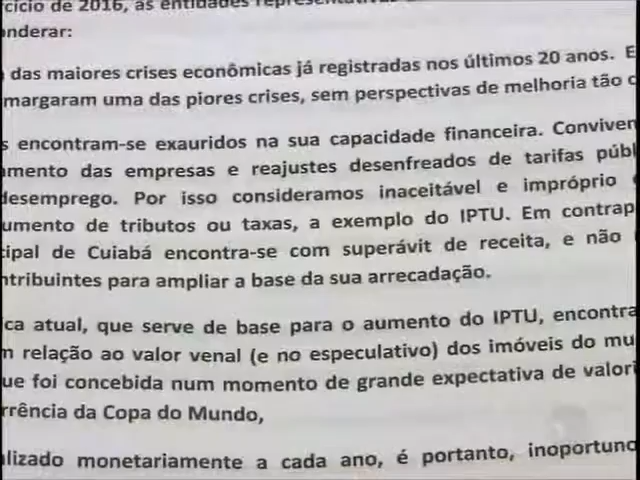 cício de 2016, as entidades representativas
onderar:
das maiores crises econômicas já registradas nos últimos 20 anos. E
margaram uma das piores crises, sem perspectivas de melhoria tão c
s encontram-se exauridos na sua capacidade financeira. Conviven
amento das empresas e reajustes desenfreados de tarifas públ
desemprego. Por isso consideramos inaceitável e impróprio
umento de tributos ou taxas, a exemplo do IPTU. Em contrap
cipal de Cuiabá encontra-se com superávit de receita, e não
ntribuintes para ampliar a base da sua arrecadação.
ica atual, que serve de base para o aumento do IPTU, encontra
m relação ao valor venal (e no especulativo) dos imóveis do mu
ue foi concebida num momento de grande expectativa de valori
rrência da Copa do Mundo,
lizado monetariamente a cada ano, é portanto, inoportuno